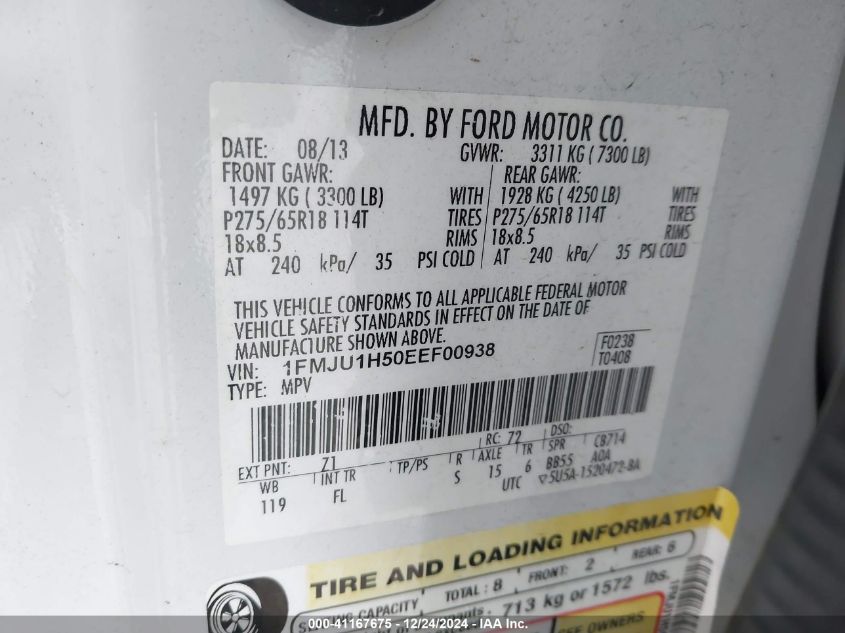 MFD. BY FORD MOTOR CO.
DATE: 08/13 GVWR: 3311 KG ( 7300 LB)
FRONT GAWR: REAR GAWR:
1497 KG ( 3300 LB) WITH 1928 KG ( 4250 LB) WITH
P275/65R18 114T TIRES P275/65R18 114T TIRES
18x8.5 RIMS 18x8.5 RIMS
AT 240 kPa/ 35 PSI COLD AT 240 kPa/ 35 PSI COLD
THIS VEHICLE CONFORMS TO ALL APPLICABLE FEDERAL MOTOR
VEHICLE SAFETY STANDARDS IN EFFECT ON THE DATE OF
MANUFACTURE SHOWN ABOVE.
VIN: 1FMJU1H50EEF00938 F0238
TYPE: MPV T0408
RC: 72 DSO:
EXT PNT: Z1 TP/PS R AXLE TR SPR CB714
WB INT TR S 15 6 BB55 AOA
119 FL UTC ▽5U5A-1520472-BA
TIRE AND LOADING INFORMATION
CAPACITY TOTAL : 8 FRONT: 2 REAR: 6
713 kg or 1572 lbs.
SEE OWNERS
000-41167675 - 12/24/2024 - IAA Inc.